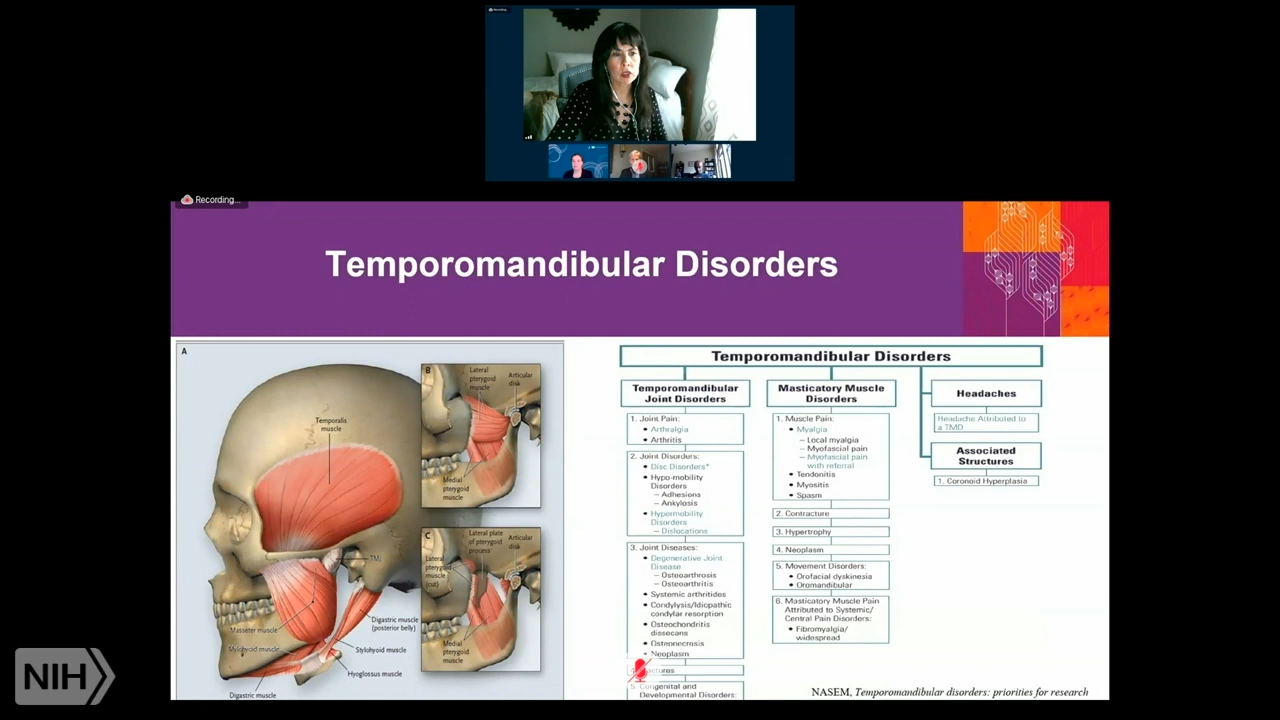 Recording...
Temporomandibular Disorders
A
Temporalis
muscle
TMJ
Masseter muscle
Mylohyoid muscle
Digastric muscle
(posterior belly)
Stylohyoid muscle
Hyoglossus muscle
Digastric muscle
B
Lateral
pterygoid
muscle
Articular
disk
Medial
pterygoid
muscle
C
Lateral plate
of pterygoid
process
Articular
disk
Lateral
pterygoid
muscle
(cut)
Medial
pterygoid
muscle
Temporomandibular Disorders
Temporomandibular
Joint Disorders
1. Joint Pain:
• Arthralgia
• Arthritis
2. Joint Disorders:
• Disc Disorders*
• Hypo-mobility
Disorders
– Adhesions
– Ankylosis
• Hypermobility
Disorders
– Dislocations
3. Joint Diseases:
• Degenerative Joint
Disease
– Osteoarthrosis
– Osteoarthritis
• Systemic arthritides
• Condylysis/Idiopathic
condylar resorption
• Osteochondritis
dissecans
• Ostnonecrosis
• Neoplasm
5. Congenital and
Developmental Disorders:
Masticatory Muscle
Disorders
1. Muscle Pain:
• Myalgia
– Local myalgia
– Myofascial pain
– Myofascial pain
with referral
• Tendonitis
• Myositis
• Spasm
2. Contracture
3. Hypertrophy
4. Neoplasm
5. Movement Disorders:
• Orofacial dyskinesia
• Oromandibular
6. Masticatory Muscle Pain
Attributed to Systemic/
Central Pain Disorders:
• Fibromyalgia/
widespread
Headaches
Headache Attributed to
a TMD
Associated
Structures
1. Coronoid Hyperplasia
NASEM, Temporomandibular disorders: priorities for research
NIH